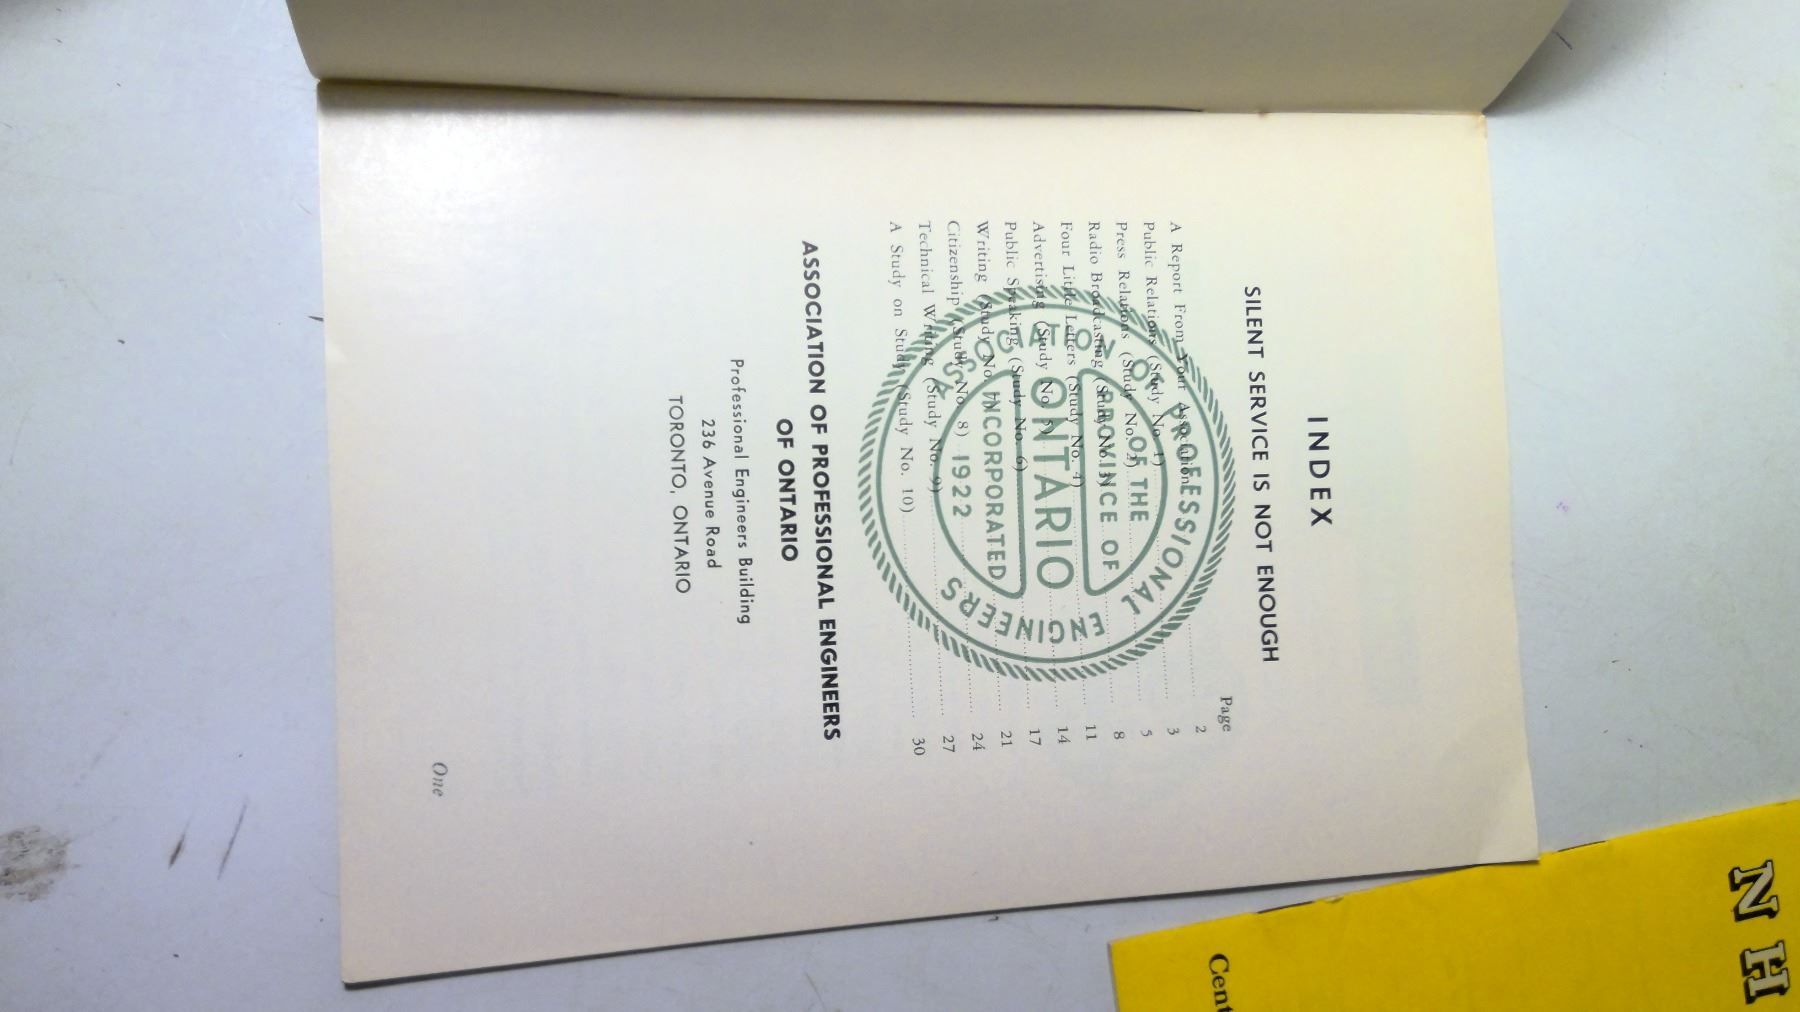 INDEX
SILENT SERVICE IS NOT ENOUGH
Page
A Report From Your Association 2
Public Relations (Study No. 1) 3
Press Relations (Study No. 2) 5
Radio Broadcasting (Study No. 3) 8
Four Little Letters (Study No. 4) 11
Advertising (Study No. 5) 14
Public Speaking (Study No. 6) 17
Writing (Study No. 7) 21
Citizenship (Study No. 8) 24
Technical Writing (Study No. 9) 27
A Study on Study (Study No. 10) 30
ASSOCIATION OF PROFESSIONAL ENGINEERS
OF THE
PROVINCE OF
ONTARIO
INCORPORATED
1922
ASSOCIATION OF PROFESSIONAL ENGINEERS
OF ONTARIO
Professional Engineers Building
236 Avenue Road
TORONTO, ONTARIO
One
N H
Cent